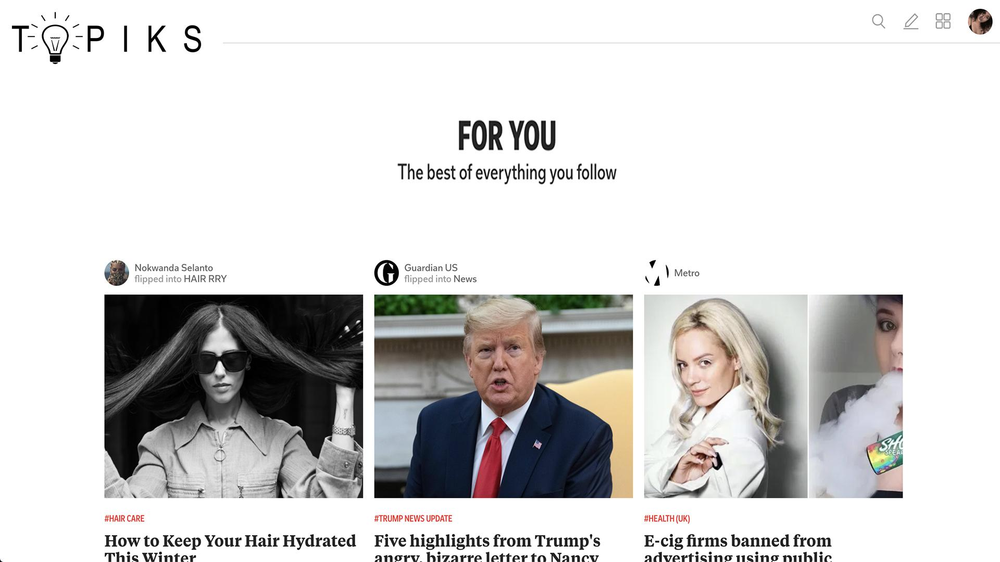 TOPIKS
FOR YOU
The best of everything you follow
Nokwanda Selanto
flipped into HAIR RRY
Guardian US
flipped into News
Metro
#HAIR CARE
How to Keep Your Hair Hydrated
This Winter
#TRUMP NEWS UPDATE
Five highlights from Trump's
angry, bizarre letter to Nancy
#HEALTH (UK)
E-cig firms banned from
advertising using public